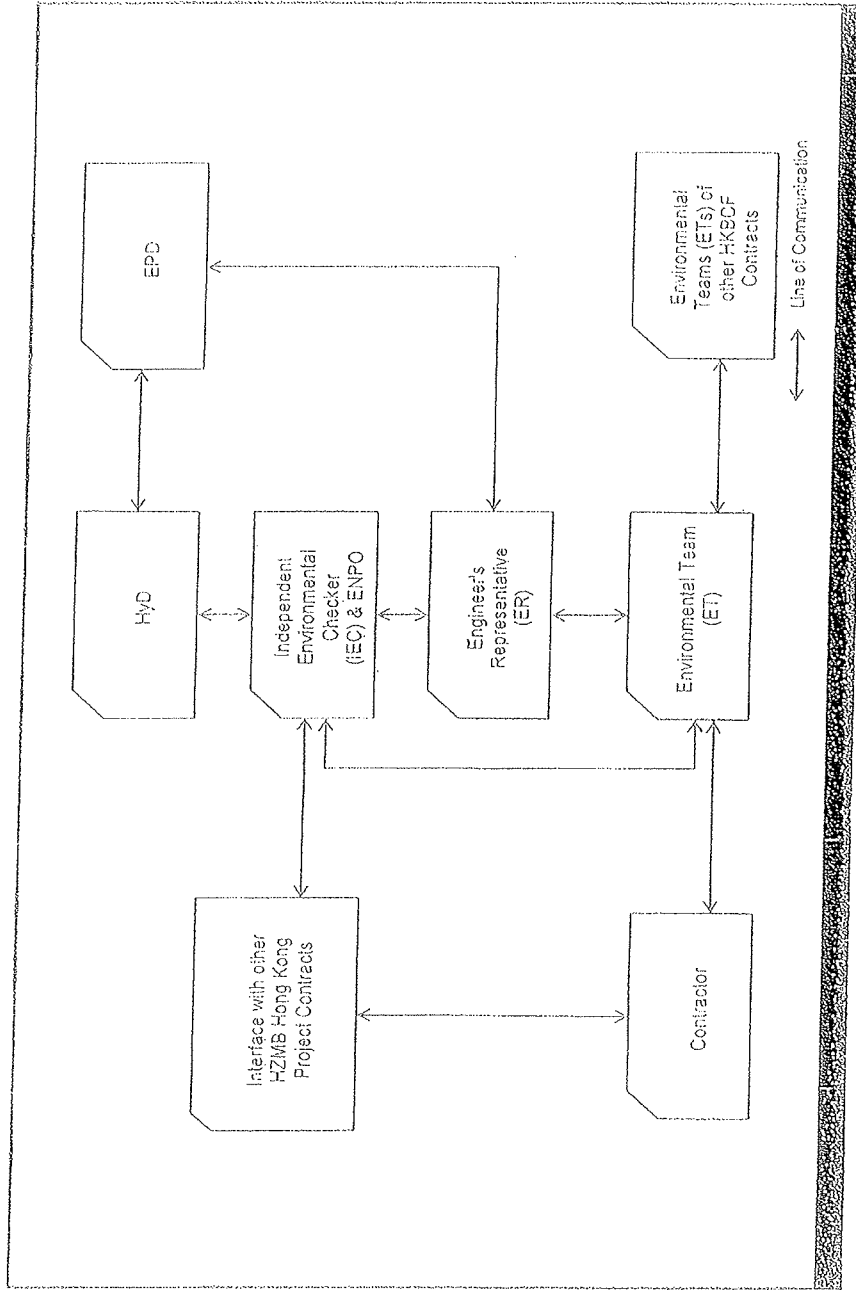 HyD
EPD
Interface with other
HZMB Hong Kong
Project Contracts
Independent
Environmental
Checker
(IEC) & ENPO
Engineer's
Representative
(ER)
Contractor
Environmental Team
(ET)
Environmental
Teams (ETs) of
other HKBCF
Contracts
Line of Communication